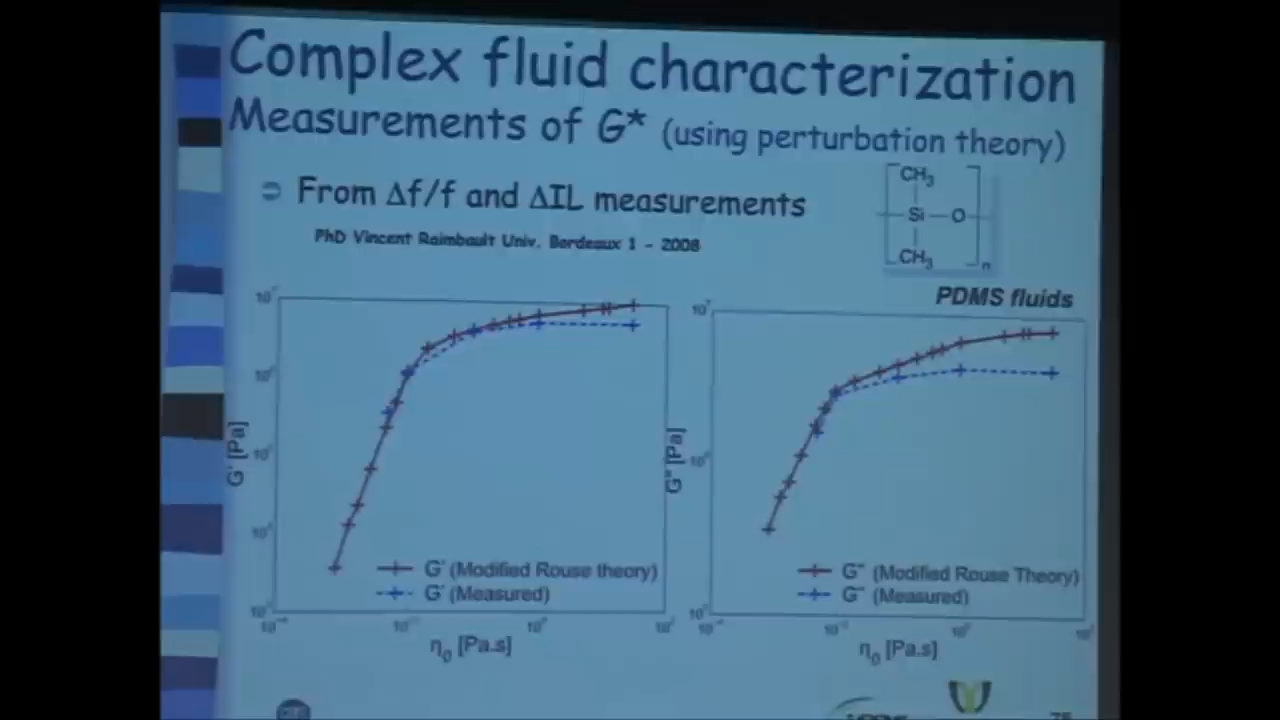 Complex fluid characterization
Measurements of G* (using perturbation theory)
⊃ From Δf/f and ΔIL measurements
PhD Vincent Raimbault Univ. Bordeaux 1 - 2008
CH3
Si O
CH3
n
PDMS fluids
G' [Pa]
G' (Modified Rouse theory)
G' (Measured)
η0 [Pa.s]
G" [Pa]
G" (Modified Rouse Theory)
G" (Measured)
η0 [Pa.s]